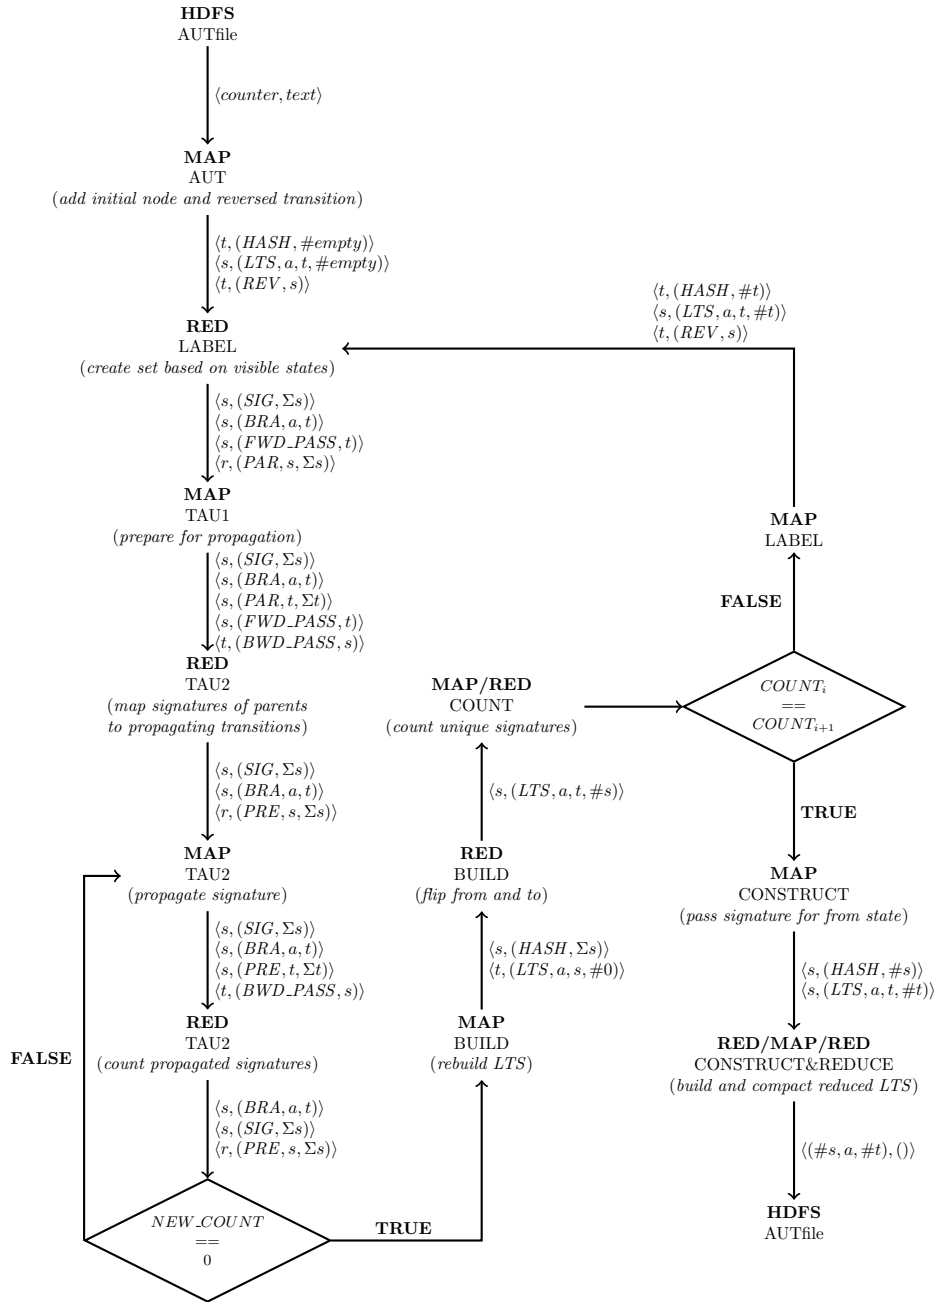 HDFS
AUTfile
⟨counter, text⟩
MAP
AUT
(add initial node and reversed transition)
⟨t, (HASH, #empty)⟩
⟨s, (LTS, a, t, #empty)⟩
⟨t, (REV, s)⟩
RED
LABEL
(create set based on visible states)
⟨s, (SIG, Σs)⟩
⟨s, (BRA, a, t)⟩
⟨s, (FWD_PASS, t)⟩
⟨r, (PAR, s, Σs)⟩
MAP
TAU1
(prepare for propagation)
⟨s, (SIG, Σs)⟩
⟨s, (BRA, a, t)⟩
⟨s, (PAR, t, Σt)⟩
⟨s, (FWD_PASS, t)⟩
⟨t, (BWD_PASS, s)⟩
RED
TAU2
(map signatures of parents
to propagating transitions)
⟨s, (SIG, Σs)⟩
⟨s, (BRA, a, t)⟩
⟨r, (PRE, s, Σs)⟩
MAP
TAU2
(propagate signature)
⟨s, (SIG, Σs)⟩
⟨s, (BRA, a, t)⟩
⟨s, (PRE, t, Σt)⟩
⟨t, (BWD_PASS, s)⟩
RED
TAU2
(count propagated signatures)
⟨s, (BRA, a, t)⟩
⟨s, (SIG, Σs)⟩
⟨r, (PRE, s, Σs)⟩
NEW_COUNT
==
0
FALSE
TRUE
MAP
BUILD
(rebuild LTS)
⟨s, (HASH, Σs)⟩
⟨t, (LTS, a, s, #0)⟩
RED
BUILD
(flip from and to)
⟨s, (LTS, a, t, #s)⟩
MAP/RED
COUNT
(count unique signatures)
COUNTᵢ
==
COUNTᵢ₊₁
FALSE
MAP
LABEL
⟨t, (HASH, #t)⟩
⟨s, (LTS, a, t, #t)⟩
⟨t, (REV, s)⟩
TRUE
MAP
CONSTRUCT
(pass signature for from state)
⟨s, (HASH, #s)⟩
⟨s, (LTS, a, t, #t)⟩
RED/MAP/RED
CONSTRUCT&REDUCE
(build and compact reduced LTS)
⟨(#s, a, #t), ()⟩
HDFS
AUTfile